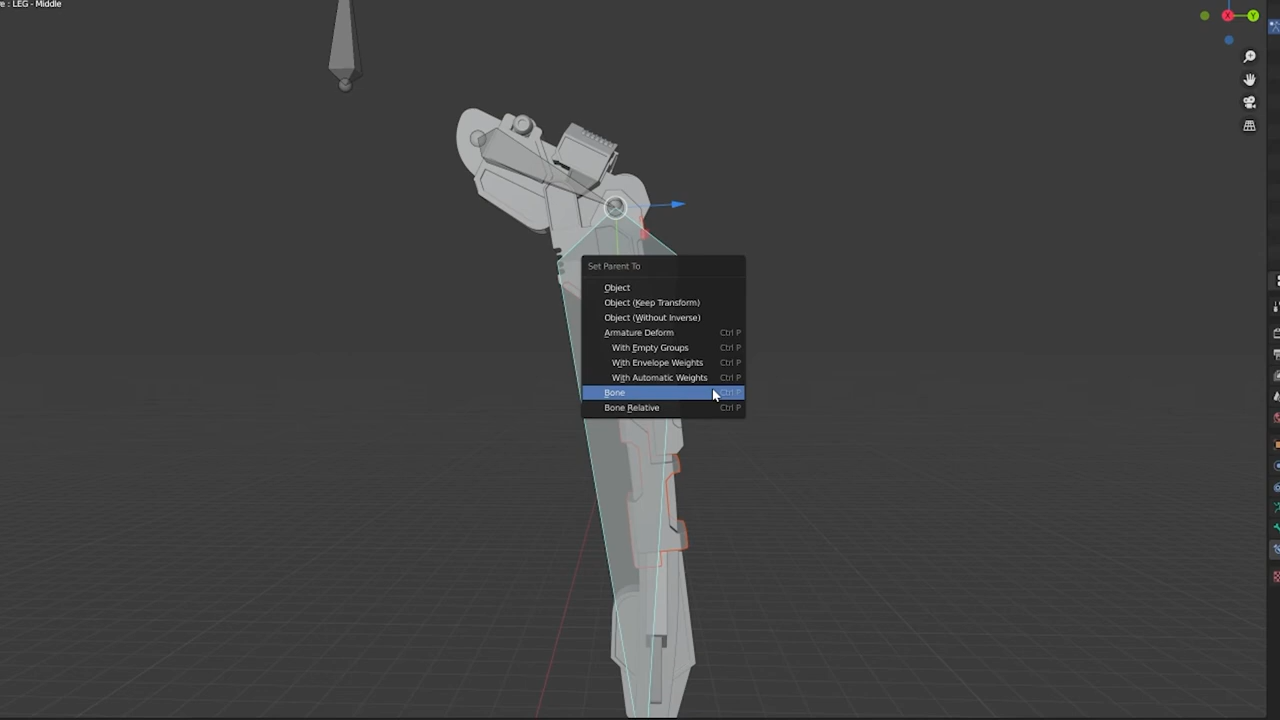 : LEG - Middle
X
Y
Set Parent To
Object
Object (Keep Transform)
Object (Without Inverse)
Armature Deform Ctrl P
With Empty Groups Ctrl P
With Envelope Weights Ctrl P
With Automatic Weights Ctrl P
Bone Ctrl P
Bone Relative Ctrl P